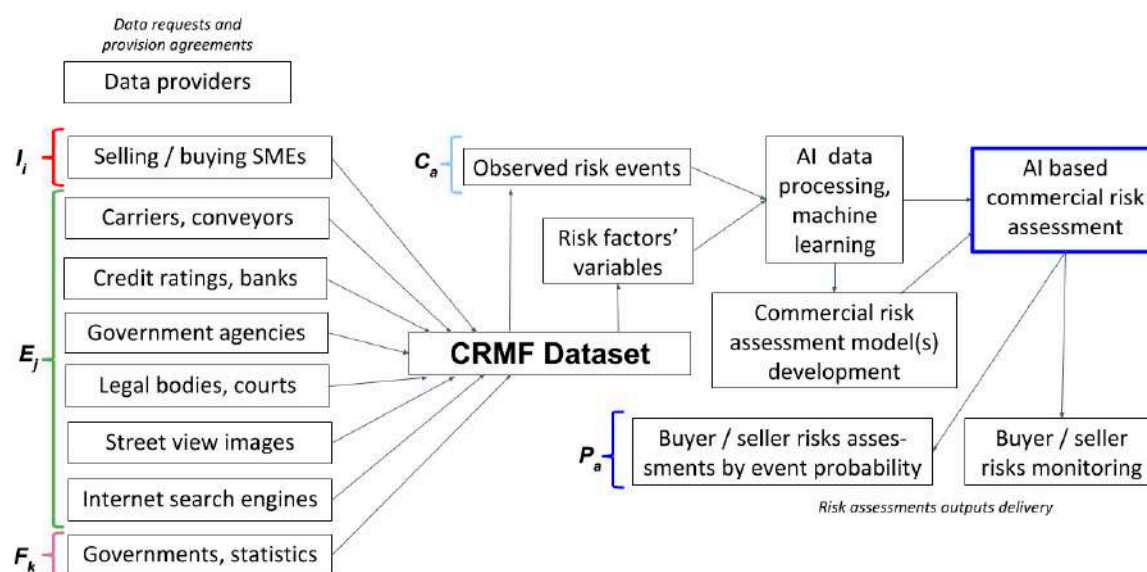 Data requests and
provision agreements
Data providers
I_i
Selling / buying SMEs
E_j
Carriers, conveyors
Credit ratings, banks
Government agencies
Legal bodies, courts
Street view images
Internet search engines
F_k
Governments, statistics
CRMF Dataset
C_a
Observed risk events
Risk factors’
variables
AI data
processing,
machine
learning
Commercial risk
assessment model(s)
development
AI based
commercial risk
assessment
P_a
Buyer / seller risks asses-
sments by event probability
Buyer / seller
risks monitoring
Risk assessments outputs delivery